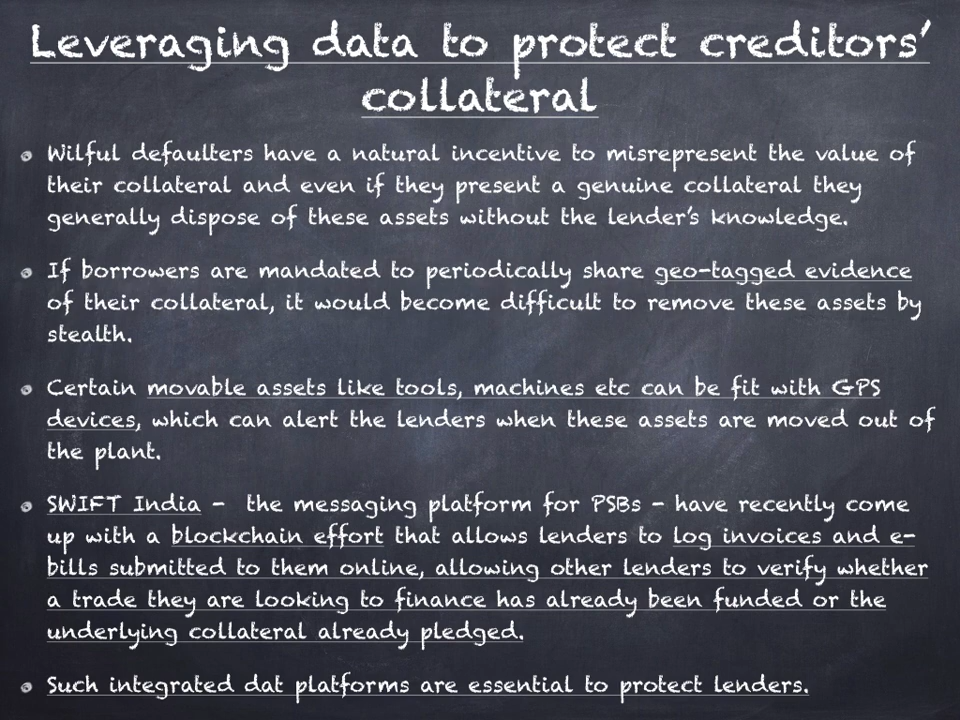 Leveraging data to protect creditors’
collateral
Wilful defaulters have a natural incentive to misrepresent the value of
their collateral and even if they present a genuine collateral they
generally dispose of these assets without the lender’s knowledge.
If borrowers are mandated to periodically share geo-tagged evidence
of their collateral, it would become difficult to remove these assets by
stealth.
Certain movable assets like tools, machines etc can be fit with GPS
devices, which can alert the lenders when these assets are moved out of
the plant.
SWIFT India - the messaging platform for PSBs - have recently come
up with a blockchain effort that allows lenders to log invoices and e-
bills submitted to them online, allowing other lenders to verify whether
a trade they are looking to finance has already been funded or the
underlying collateral already pledged.
Such integrated dat platforms are essential to protect lenders.